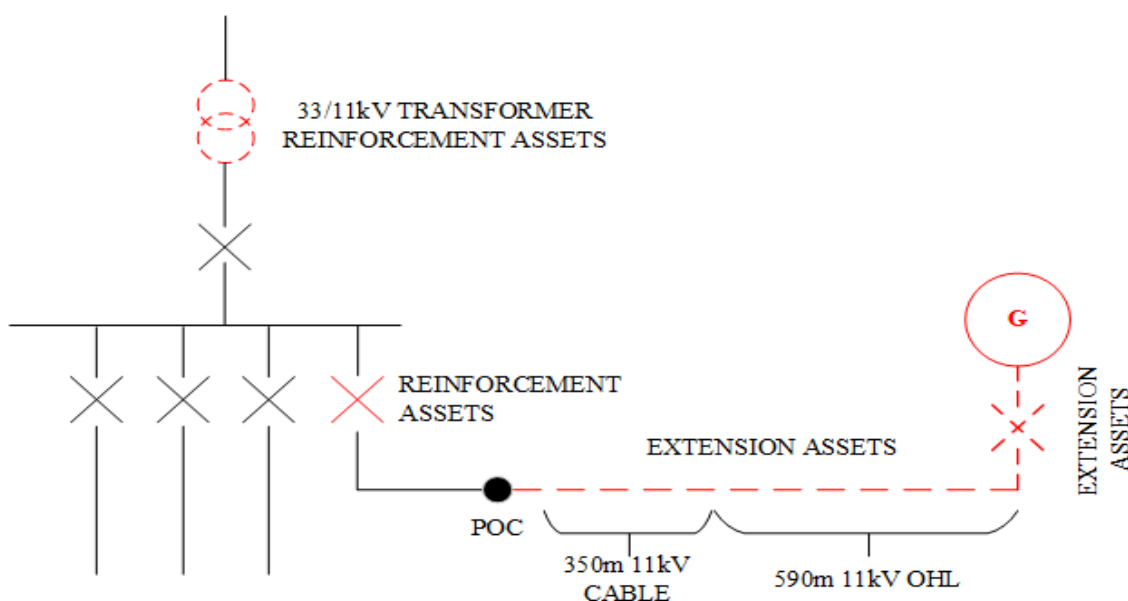 33/11kV TRANSFORMER
REINFORCEMENT ASSETS
G
REINFORCEMENT
ASSETS
EXTENSION ASSETS
EXTENSION
ASSETS
POC
350m 11kV
CABLE
590m 11kV OHL